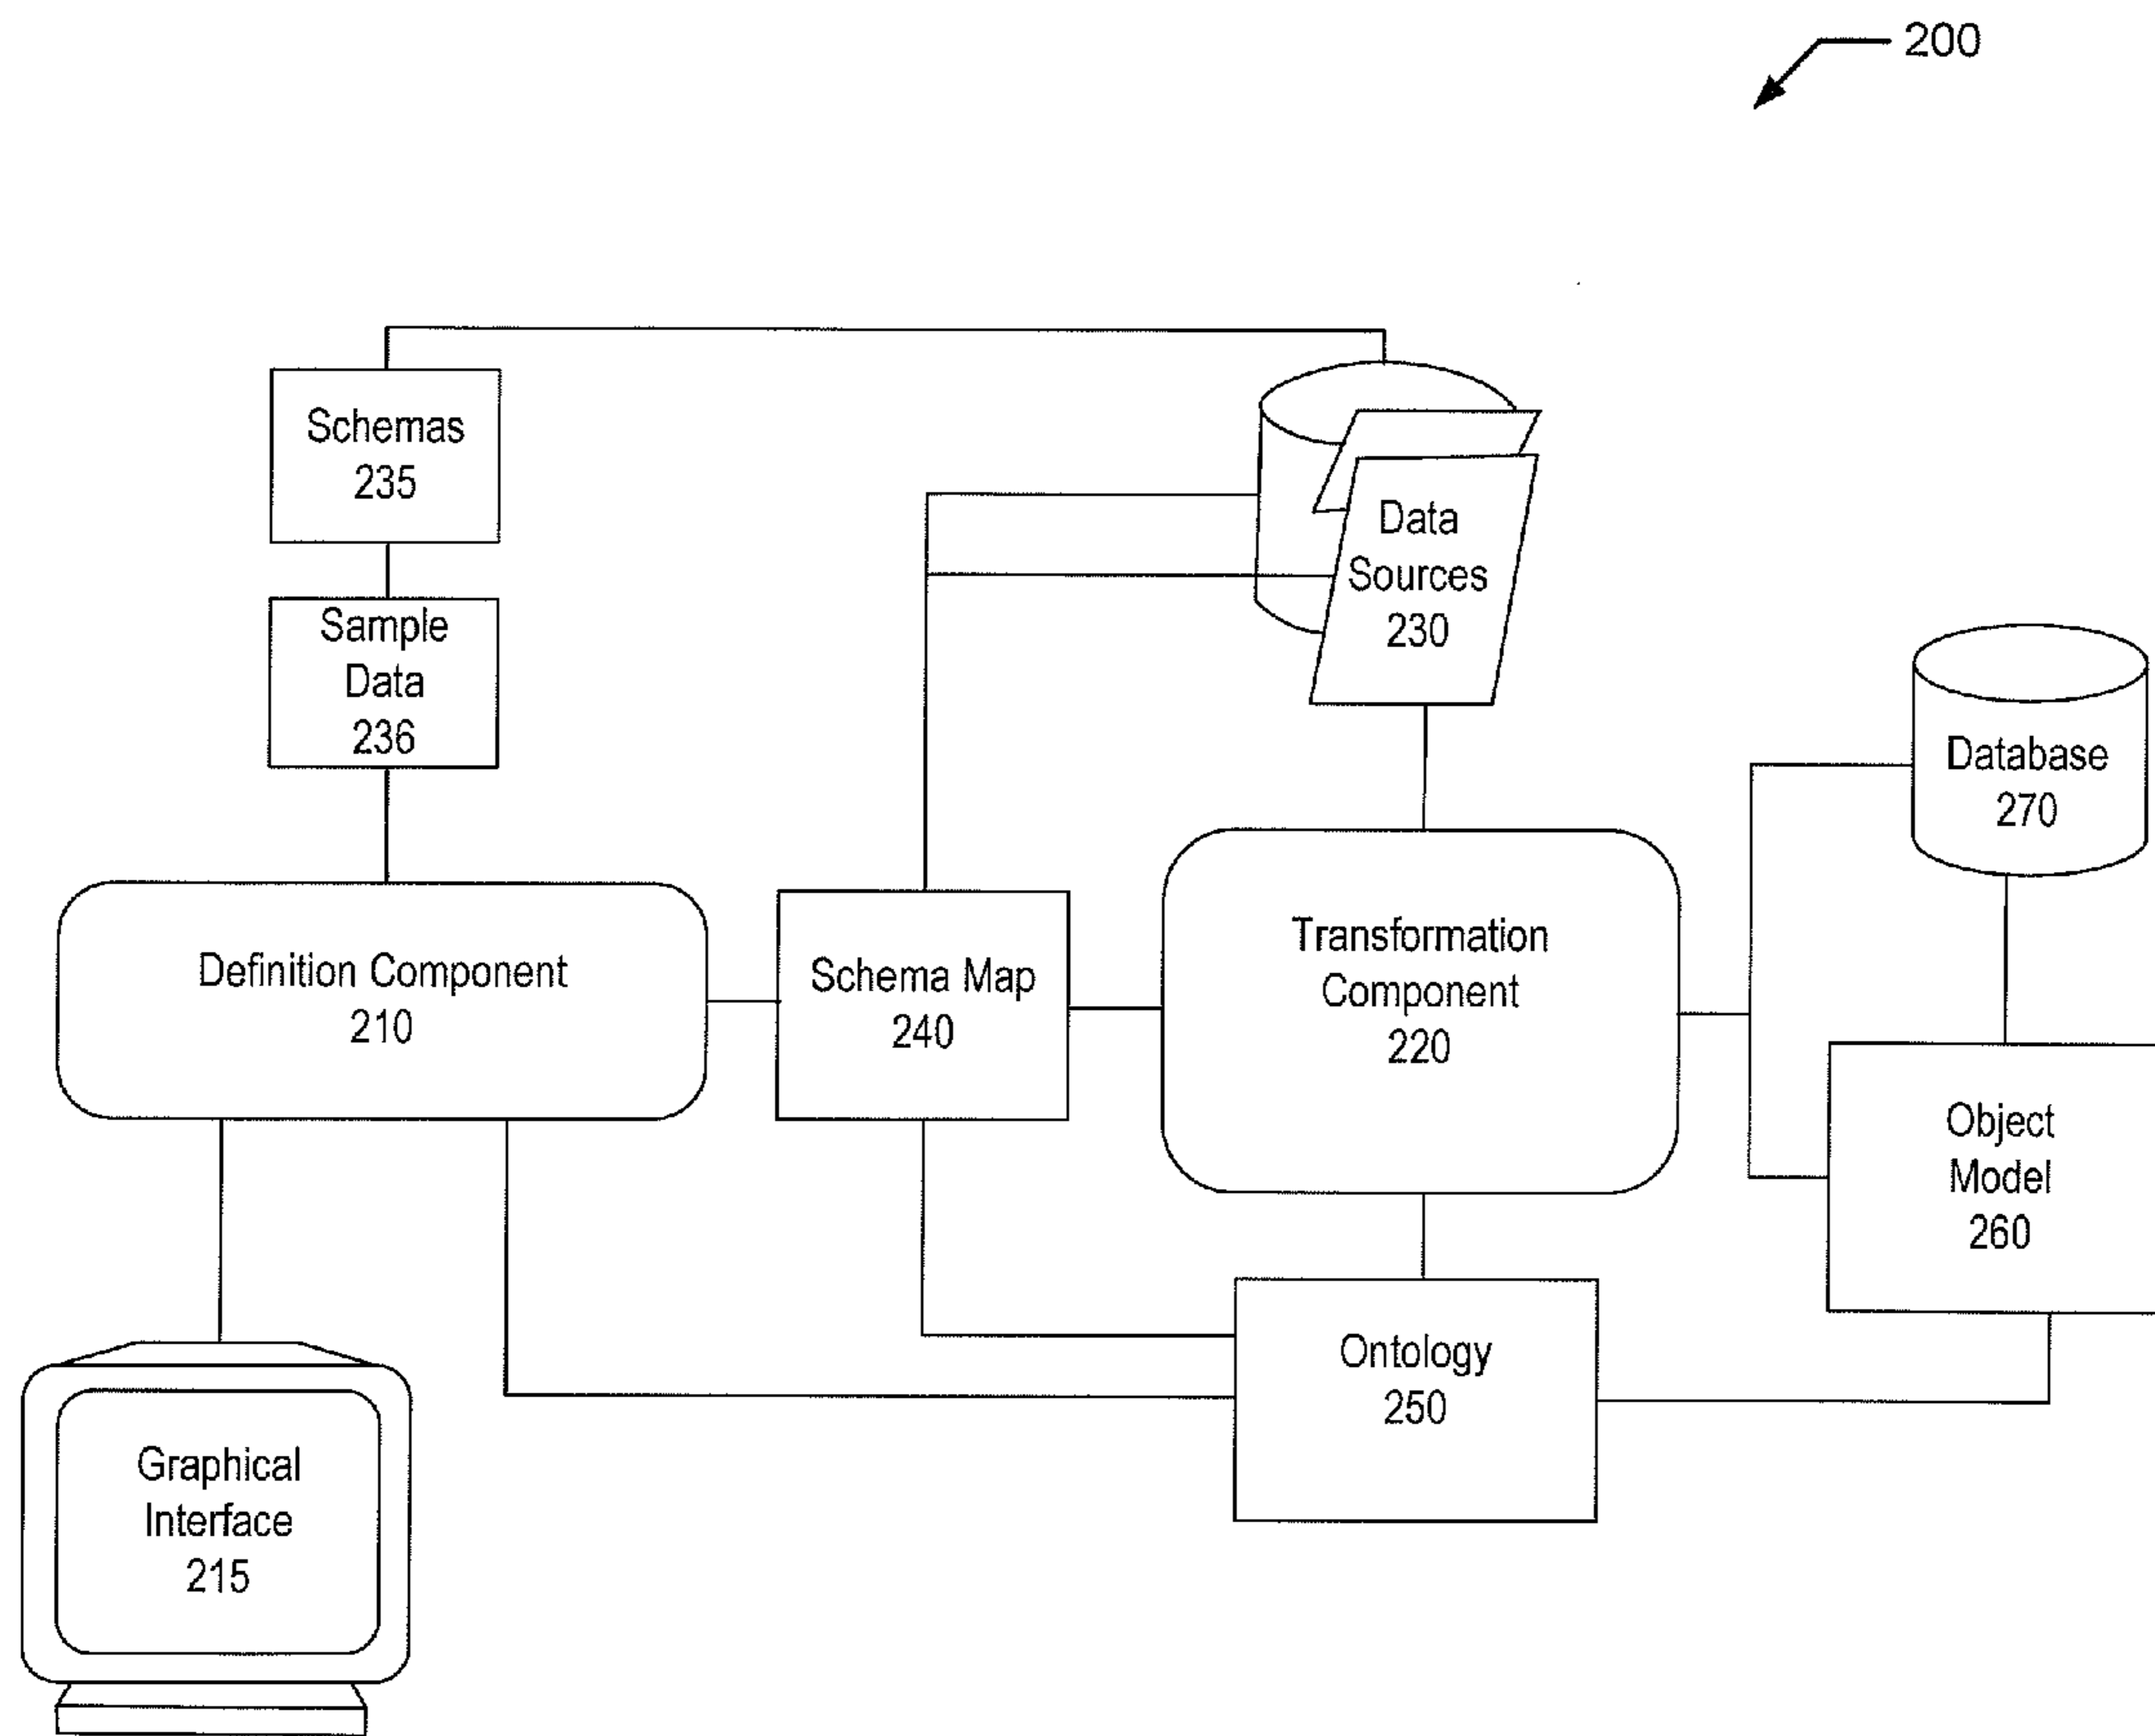 200
Schemas
235
Sample
Data
236
Data
Sources
230
Database
270
Definition Component
210
Schema Map
240
Transformation
Component
220
Object
Model
260
Ontology
250
Graphical
Interface
215